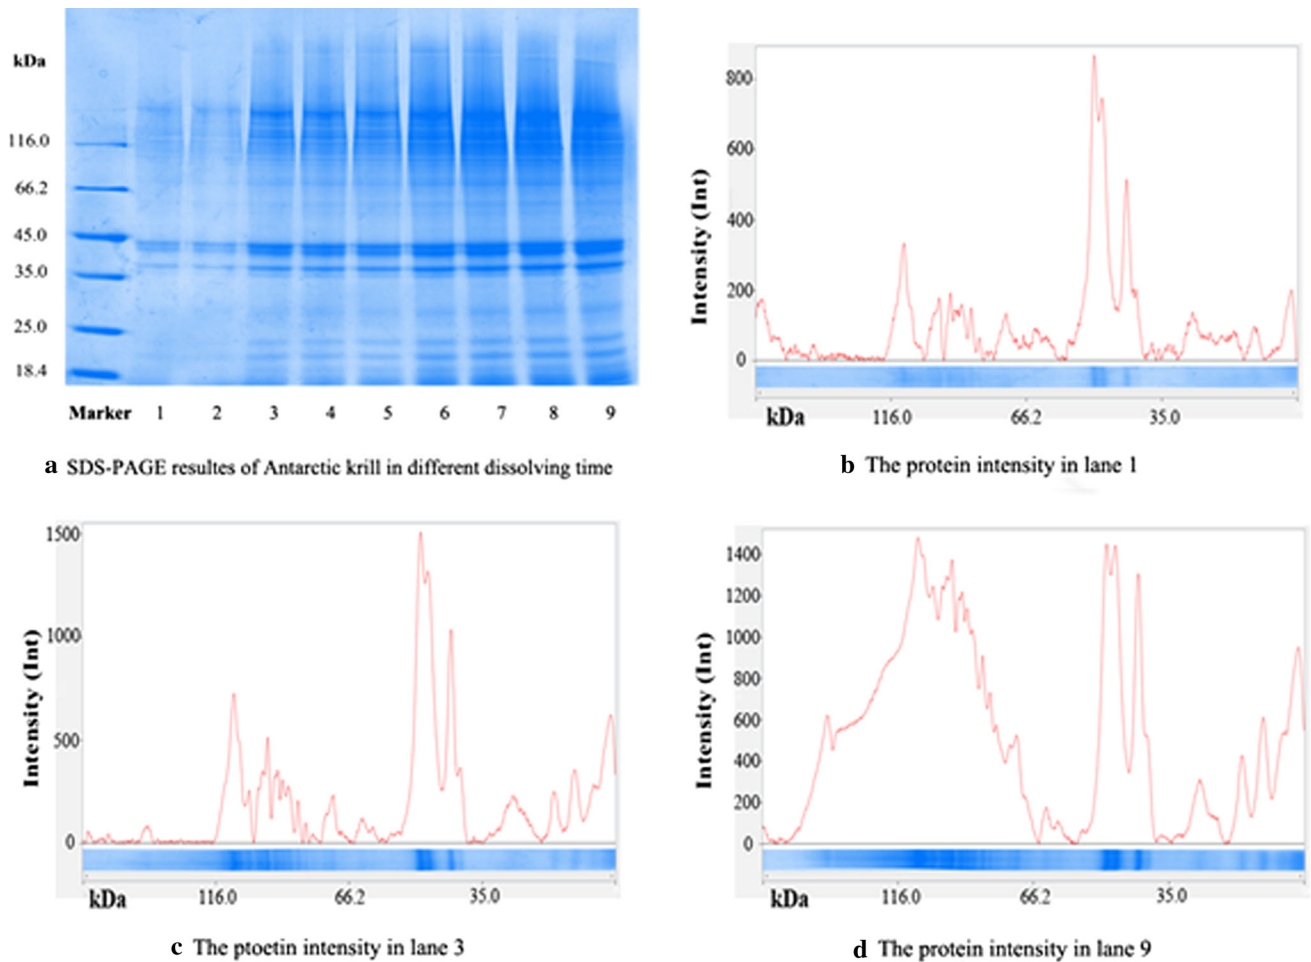 kDa
116.0
66.2
45.0
35.0
25.0
18.4
Marker 1 2 3 4 5 6 7 8 9
a SDS-PAGE resultes of Antarctic krill in different dissolving time
Intensity (Int)
800
600
400
200
0
kDa 116.0 66.2 35.0
b The protein intensity in lane 1
Intensity (Int)
1500
1000
500
0
kDa 116.0 66.2 35.0
c The ptoetin intensity in lane 3
Intensity (Int)
1400
1200
1000
800
600
400
200
0
kDa 116.0 66.2 35.0
d The protein intensity in lane 9